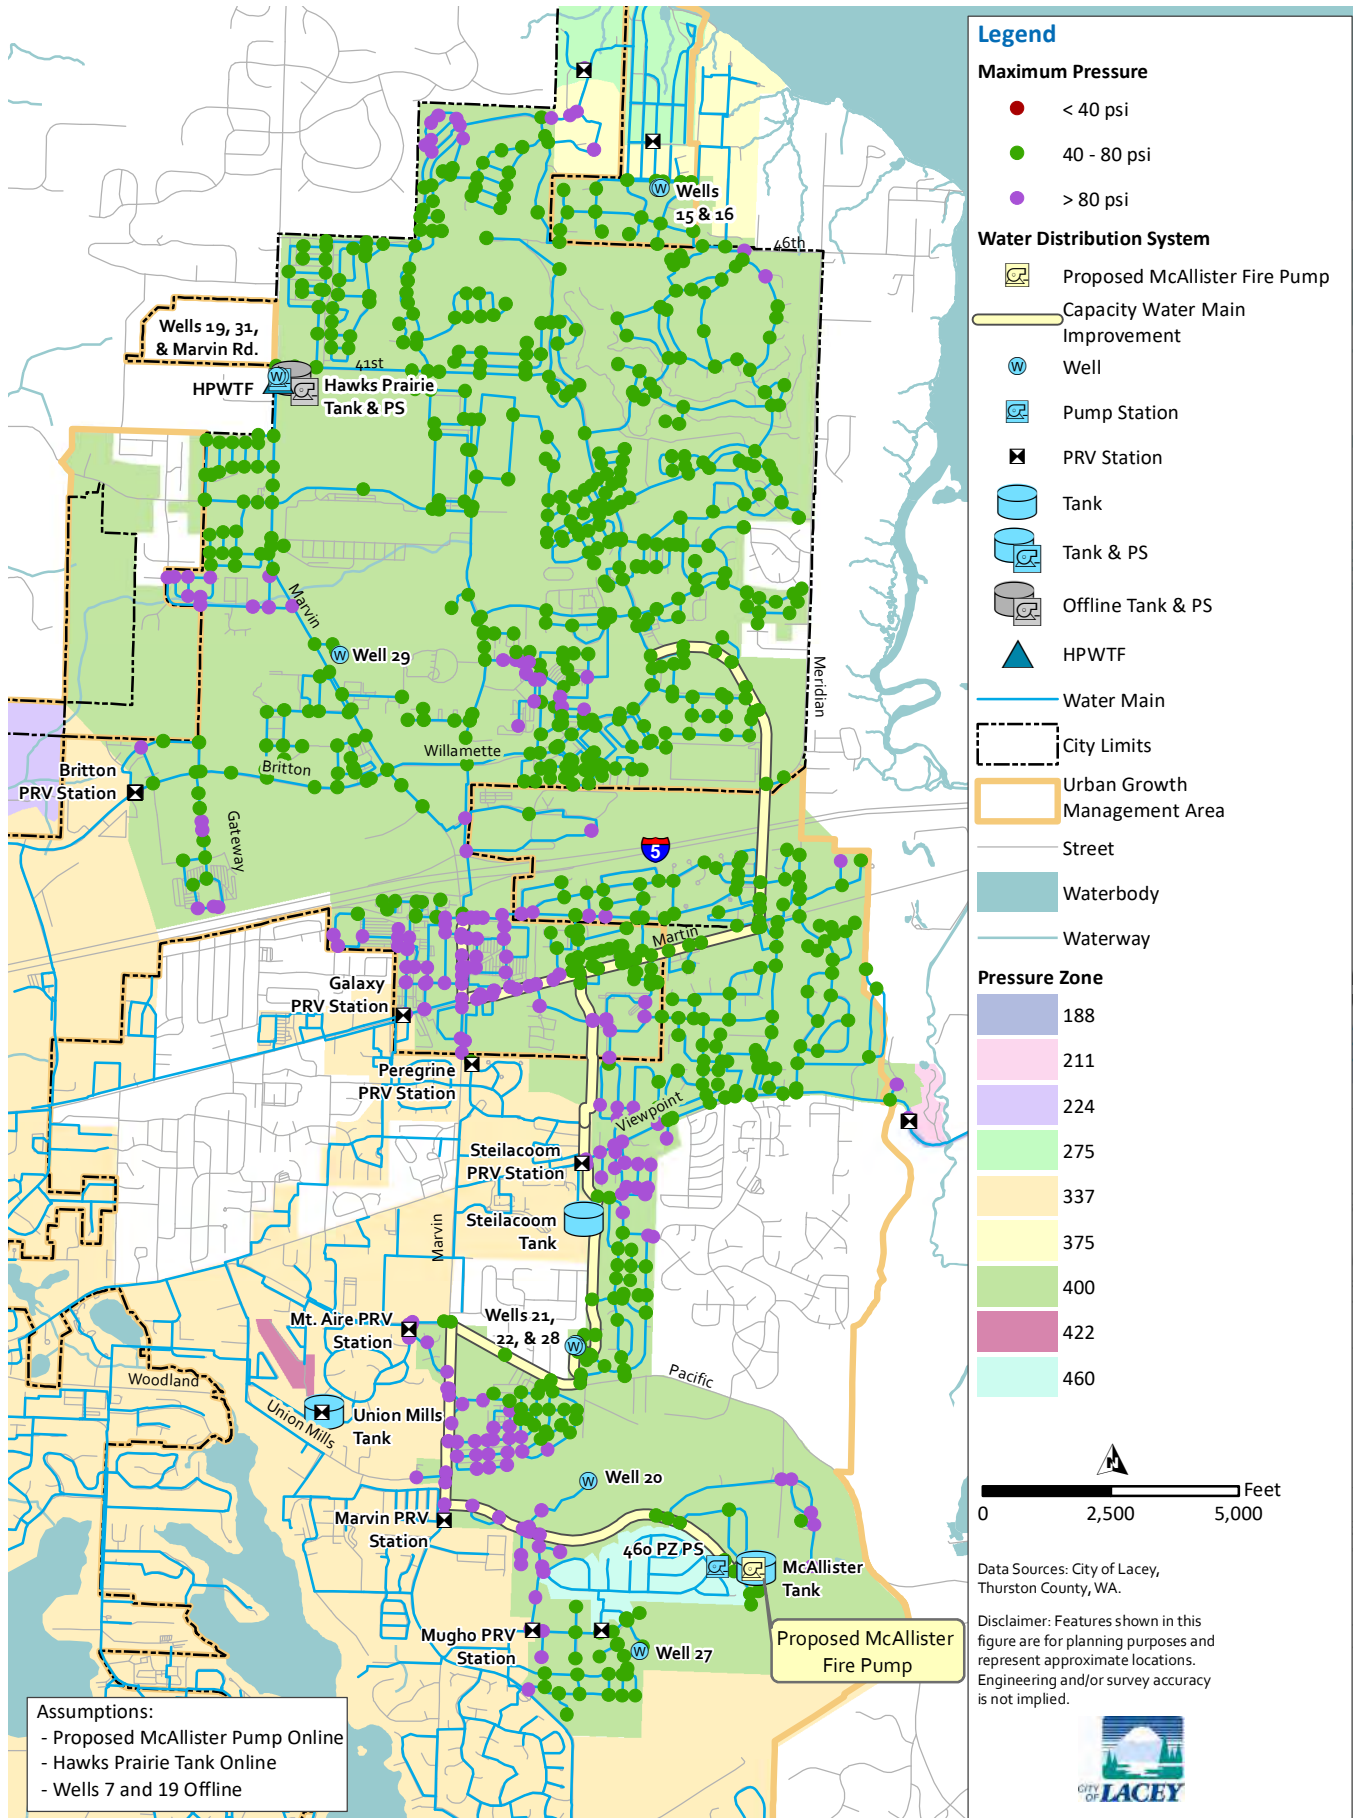 Legend
Maximum Pressure
< 40 psi
40 - 80 psi
> 80 psi
Water Distribution System
Proposed McAllister Fire Pump
Capacity Water Main
Improvement
W
Well
Pump Station
PRV Station
Tank
Tank & PS
Offline Tank & PS
HPWTF
Water Main
City Limits
Urban Growth
Management Area
Street
Waterbody
Waterway
Pressure Zone
188
211
224
275
337
375
400
422
460
N
0
2,500
5,000
Feet
Data Sources: City of Lacey,
Thurston County, WA.
Disclaimer: Features shown in this
figure are for planning purposes and
represent approximate locations.
Engineering and/or survey accuracy
is not implied.
CITY
OF LACEY
W
Wells
15 & 16
46th
Wells 19, 31,
& Marvin Rd.
41st
W
HPWTF
Hawks Prairie
Tank & PS
Marvin
W
Well 29
Meridian
Willamette
Britton
Britton
PRV Station
Gateway
5
Martin
Galaxy
PRV Station
Peregrine
PRV Station
Viewpoint
Steilacoom
PRV Station
Steilacoom
Tank
Marvin
Wells 21,
22, & 28
W
Mt. Aire PRV
Station
Pacific
Woodland
Union Mills
Union Mills
Tank
W
Well 20
Marvin PRV
Station
460 PZ PS
McAllister
Tank
Proposed McAllister
Fire Pump
Mugho PRV
Station
W
Well 27
Assumptions:
- Proposed McAllister Pump Online
- Hawks Prairie Tank Online
- Wells 7 and 19 Offline